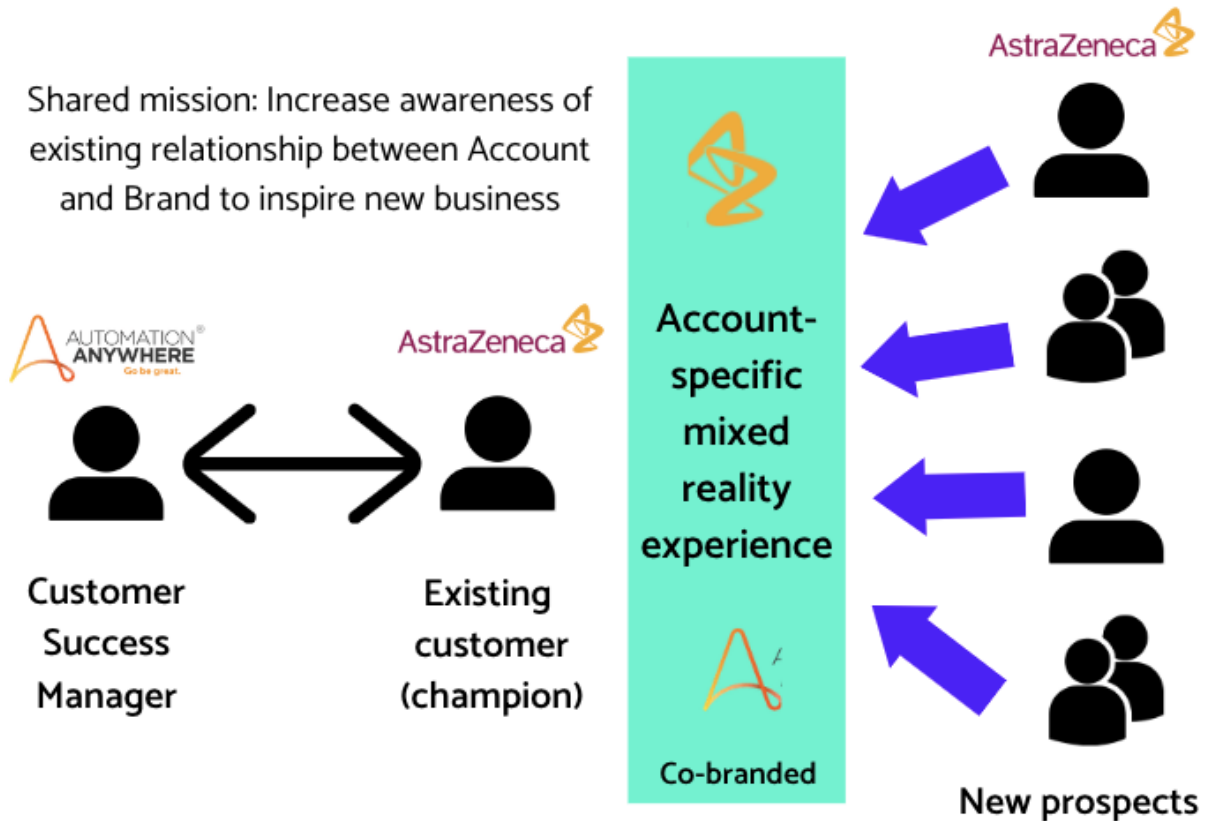 Shared mission: Increase awareness of
existing relationship between Account
and Brand to inspire new business
AUTOMATION®
ANYWHERE
Go be great.
Customer
Success
Manager
AstraZeneca
Existing
customer
(champion)
Account-
specific
mixed
reality
experience
A
Co-branded
AstraZeneca
New prospects